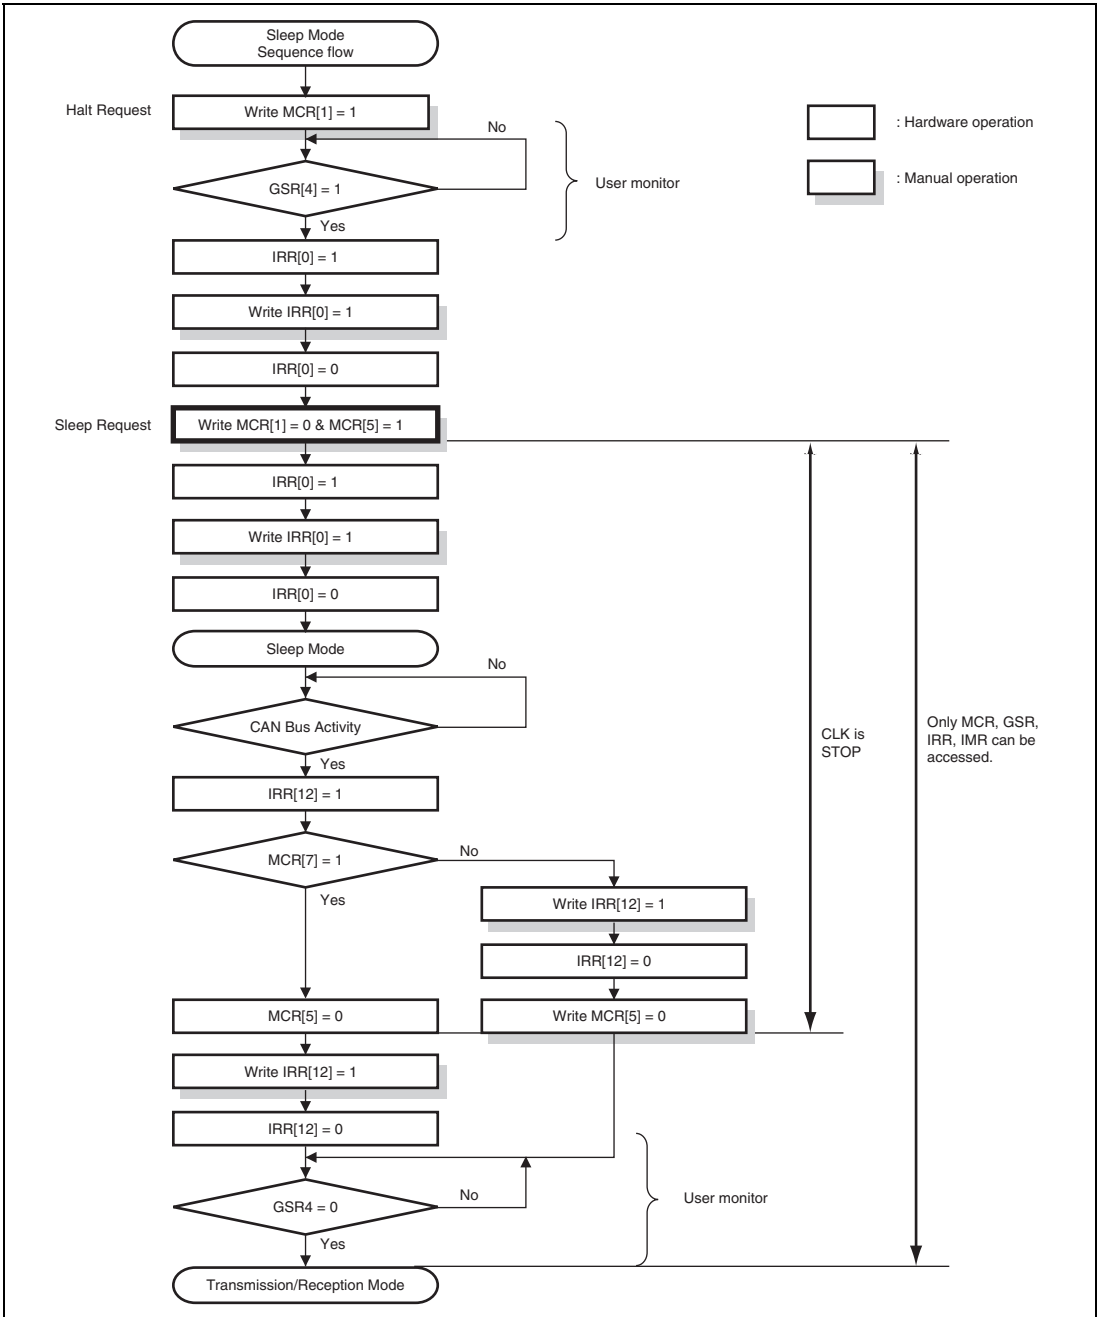 Sleep Mode
Sequence flow
Halt Request
Write MCR[1] = 1
: Hardware operation
No
GSR[4] = 1
User monitor
: Manual operation
Yes
IRR[0] = 1
Write IRR[0] = 1
IRR[0] = 0
Sleep Request
Write MCR[1] = 0 & MCR[5] = 1
IRR[0] = 1
Write IRR[0] = 1
IRR[0] = 0
Sleep Mode
No
CAN Bus Activity
CLK is
STOP
Only MCR, GSR,
IRR, IMR can be
accessed.
Yes
IRR[12] = 1
MCR[7] = 1
No
Yes
Write IRR[12] = 1
IRR[12] = 0
MCR[5] = 0
Write MCR[5] = 0
Write IRR[12] = 1
IRR[12] = 0
GSR4 = 0
No
User monitor
Yes
Transmission/Reception Mode